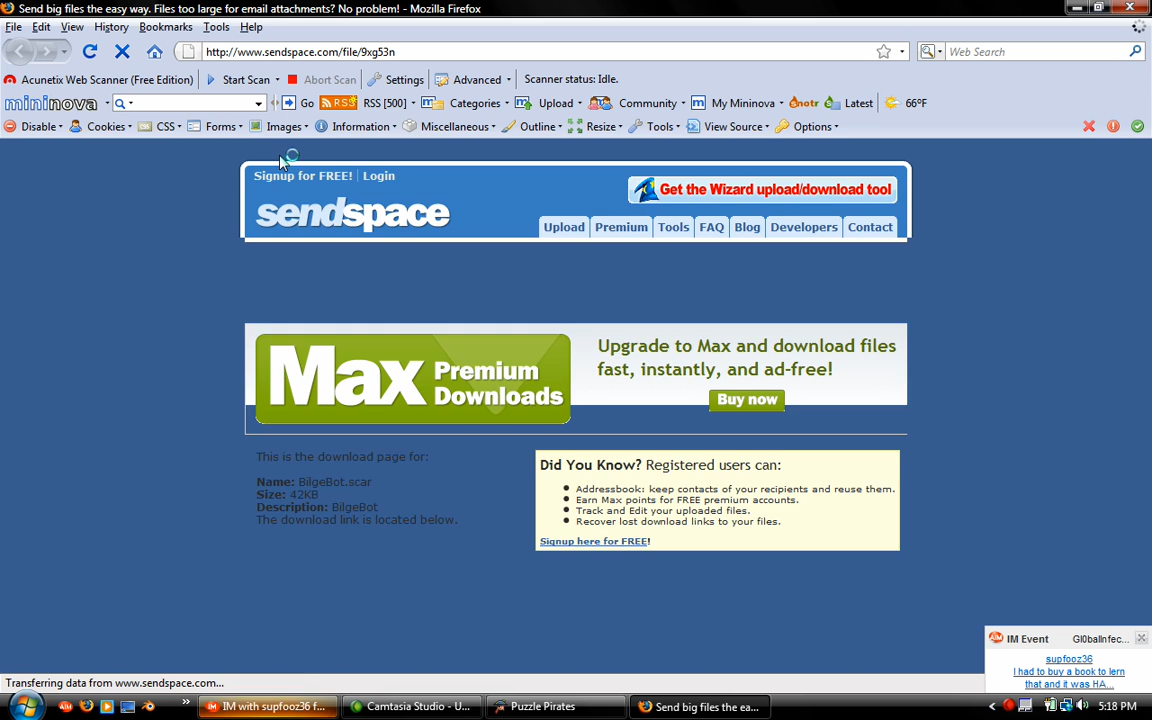 Send big files the easy way. Files too large for email attachments? No problem! - Mozilla Firefox
File Edit View History Bookmarks Tools Help
http://www.sendspace.com/file/9xg53n Web Search
Acunetix Web Scanner (Free Edition) Start Scan Abort Scan Settings Advanced Scanner status: Idle.
mininova Go RSS RSS [500] Categories Upload Community My Mininova notr Latest 66°F
Disable Cookies CSS Forms Images Information Miscellaneous Outline Resize Tools View Source Options
Signup for FREE! Login
Get the Wizard upload/download tool
sendspace
Upload Premium Tools FAQ Blog Developers Contact
Max Premium Downloads
Upgrade to Max and download files
fast, instantly, and ad-free!
Buy now
This is the download page for:
Name: BilgeBot.scar
Size: 42KB
Description: BilgeBot
The download link is located below.
Did You Know? Registered users can:
Addressbook: keep contacts of your recipients and reuse them.
Earn Max points for FREE premium accounts.
Track and Edit your uploaded files.
Recover lost download links to your files.
Signup here for FREE!
IM Event Gl0balInfec...
supfooz36
I had to buy a book to lern
that and it was HA...
Transferring data from www.sendspace.com...
IM with supfooz36 f... Camtasia Studio - U... Puzzle Pirates Send big files the ea... 5:18 PM